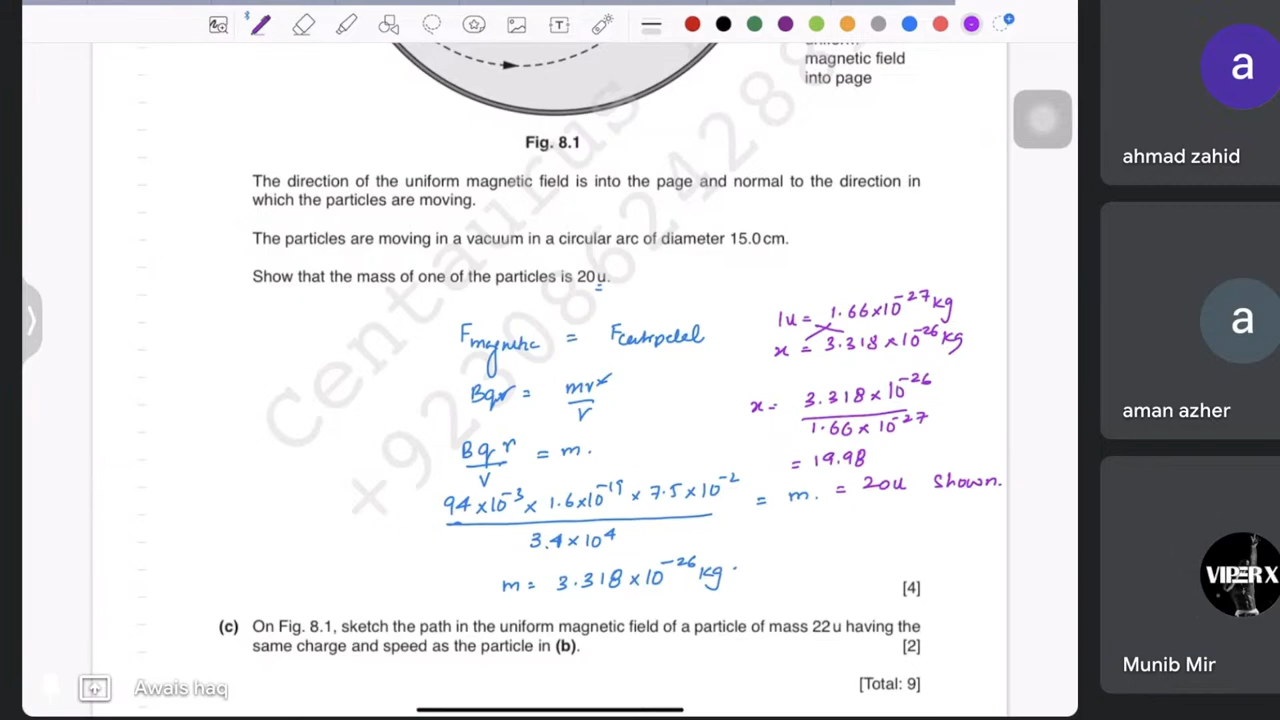 uniform
magnetic field
into page
Fig. 8.1
The direction of the uniform magnetic field is into the page and normal to the direction in
which the particles are moving.
The particles are moving in a vacuum in a circular arc of diameter 15.0 cm.
Show that the mass of one of the particles is 20 u.
Fmagnetic = Fcentripetal
Bqv = mv²/r
Bqr/v = m.
94×10⁻³ × 1.6×10⁻¹⁹ × 7.5×10⁻² / 3.4×10⁴ = m.
m = 3.318×10⁻²⁶ kg.
1u = 1.66×10⁻²⁷ kg
x = 3.318×10⁻²⁶ kg
x = 3.318×10⁻²⁶ / 1.66×10⁻²⁷
= 19.98
= 20u Shown.
[4]
(c) On Fig. 8.1, sketch the path in the uniform magnetic field of a particle of mass 22 u having the
same charge and speed as the particle in (b). [2]
[Total: 9]
Centaurus
+92308624288
Awais haq
a
ahmad zahid
a
aman azher
VIPER X
Munib Mir